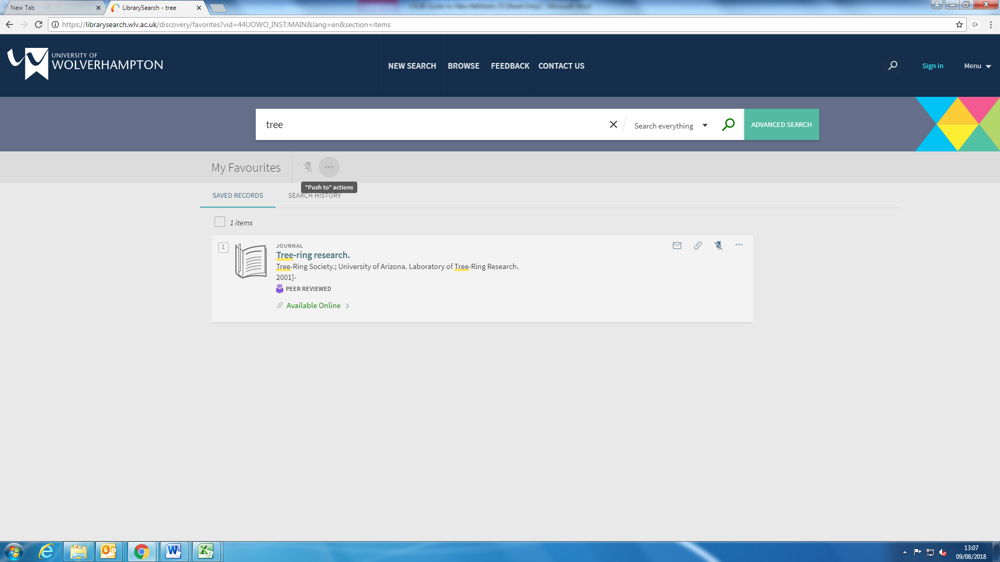 New Tab
LibrarySearch - tree
https://librarysearch.wlv.ac.uk/discovery/favorites?vid=44UOWO_INST:MAIN&lang=en&section=items
UNIVERSITY OF
WOLVERHAMPTON
NEW SEARCH
BROWSE
FEEDBACK
CONTACT US
Sign in
Menu
tree
Search everything
ADVANCED SEARCH
My Favourites
"Push to" actions
SAVED RECORDS
SEARCH HISTORY
1 items
1
JOURNAL
Tree-ring research.
Tree-Ring Society.; University of Arizona. Laboratory of Tree-Ring Research.
2001]-
PEER REVIEWED
Available Online
13:07
09/08/2018